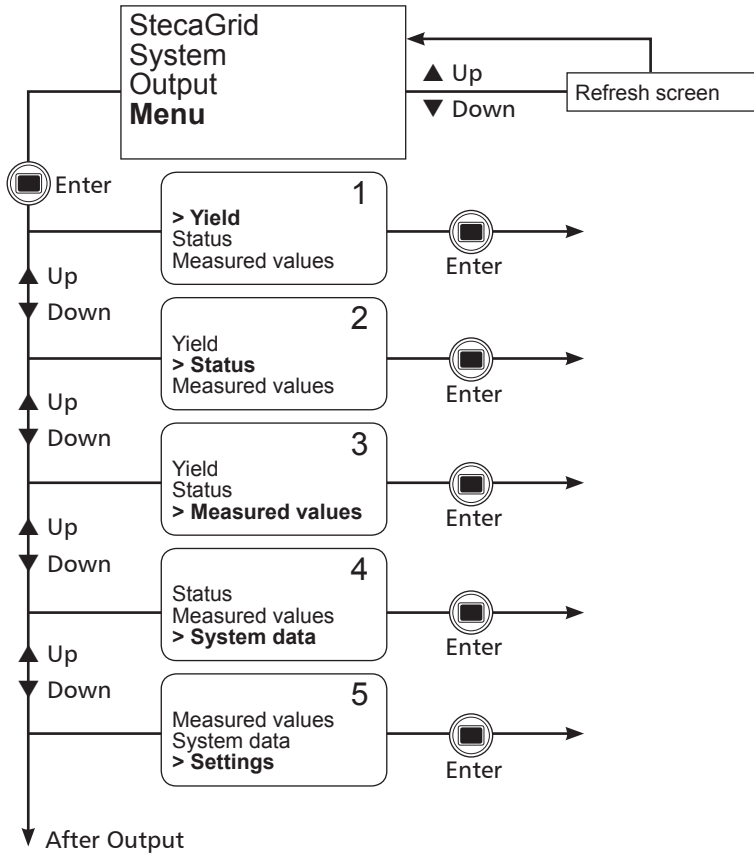 StecaGrid
System
Output
Menu
▲ Up
▼ Down
Refresh screen
Enter
1
> Yield
Status
Measured values
Enter
▲ Up
▼ Down
2
Yield
> Status
Measured values
Enter
▲ Up
▼ Down
3
Yield
Status
> Measured values
Enter
▲ Up
▼ Down
4
Status
Measured values
> System data
Enter
▲ Up
▼ Down
5
Measured values
System data
> Settings
Enter
After Output